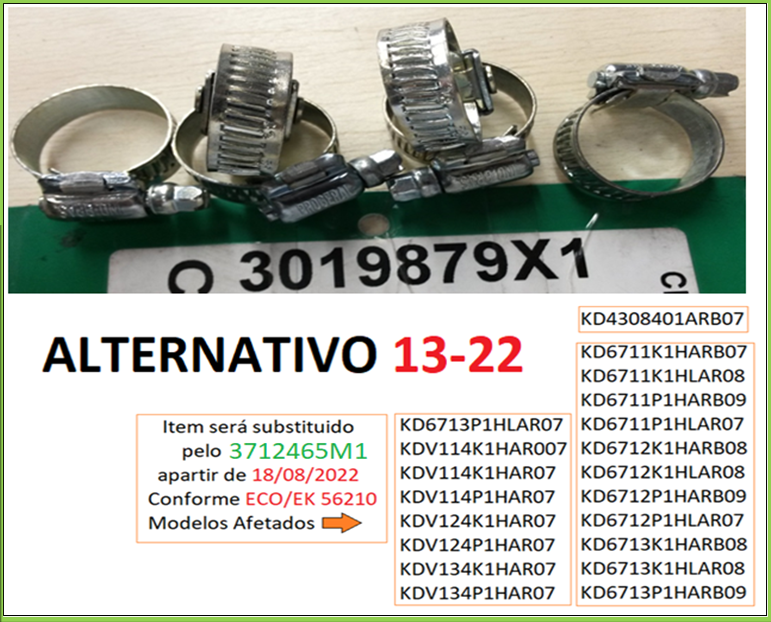 3019879X1
ALTERNATIVO 13-22
Item será substituido
pelo 3712465M1
apartir de 18/08/2022
Conforme ECO/EK 56210
Modelos Afetados
KD6713P1HLAR07
KDV114K1HAR007
KDV114K1HAR07
KDV114P1HAR07
KDV124K1HAR07
KDV124P1HAR07
KDV134K1HAR07
KDV134P1HAR07
KD4308401ARB07
KD6711K1HARB07
KD6711K1HLAR08
KD6711P1HARB09
KD6711P1HLAR07
KD6712K1HARB08
KD6712K1HLAR08
KD6712P1HARB09
KD6712P1HLAR07
KD6713K1HARB08
KD6713K1HLAR08
KD6713P1HARB09